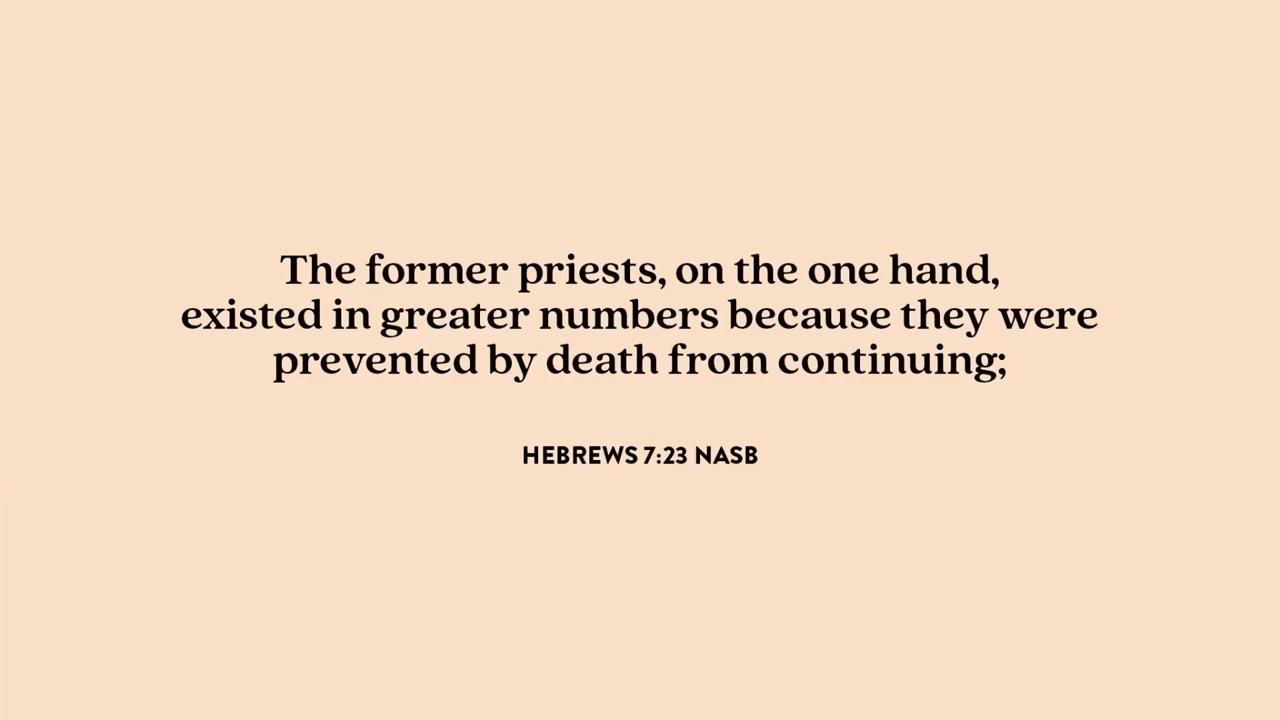 The former priests, on the one hand,
existed in greater numbers because they were
prevented by death from continuing;
HEBREWS 7:23 NASB